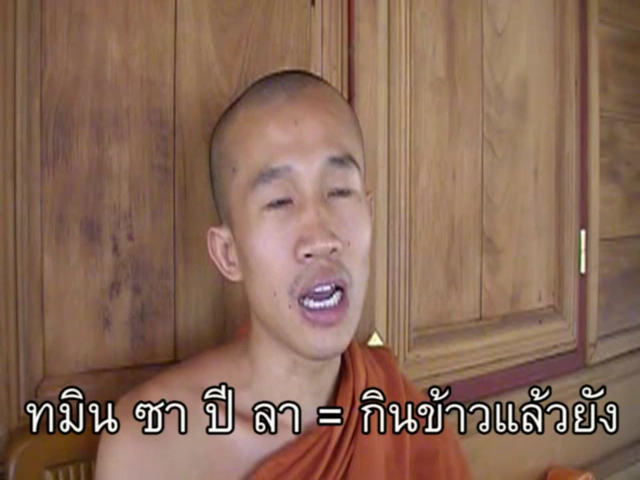 ทมิน ซา ปี ลา = กินข้าวแล้วยัง